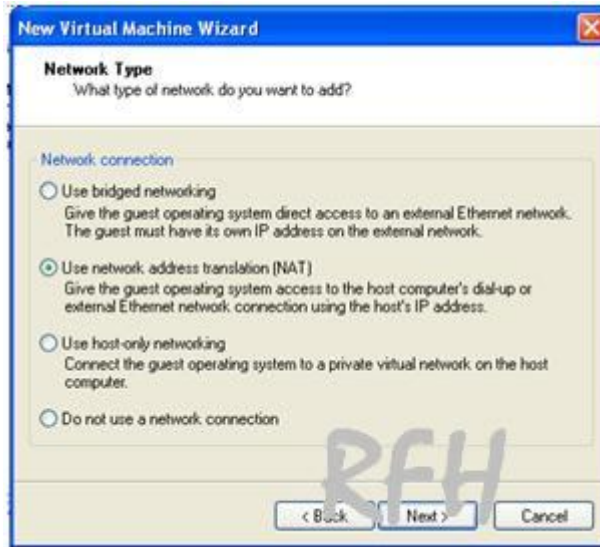 New Virtual Machine Wizard
Network Type
What type of network do you want to add?
Network connection
Use bridged networking
Give the guest operating system direct access to an external Ethernet network.
The guest must have its own IP address on the external network.
Use network address translation (NAT)
Give the guest operating system access to the host computer's dial-up or
external Ethernet network connection using the host's IP address.
Use host-only networking
Connect the guest operating system to a private virtual network on the host
computer.
Do not use a network connection
RFH
< Back Next > Cancel